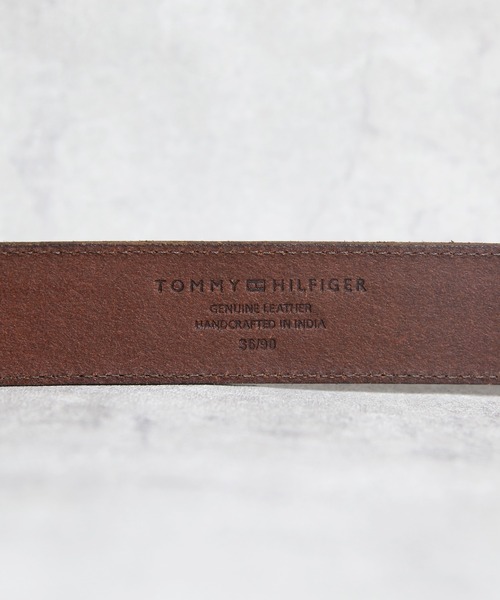 TOMMY HILFIGER
GENUINE LEATHER
HANDCRAFTED IN INDIA
36/90